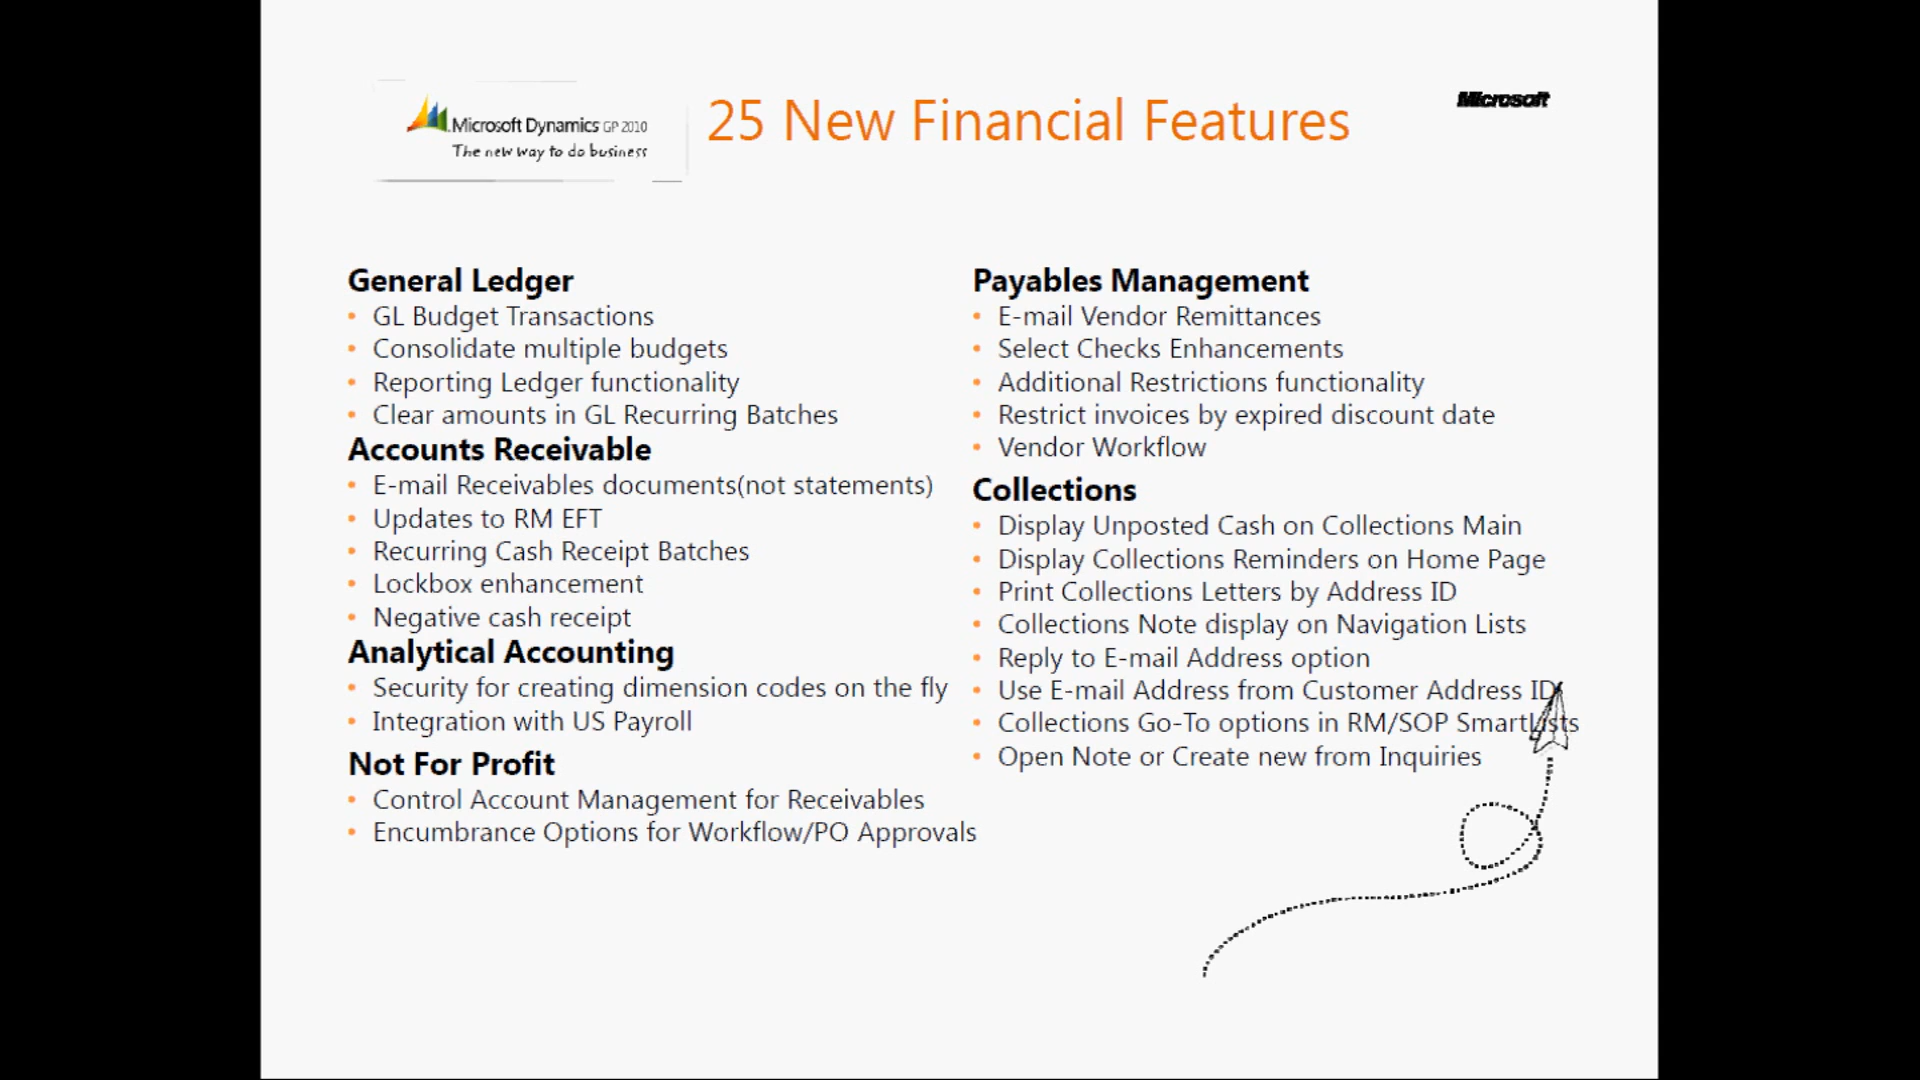 Microsoft Dynamics GP 2010
The new way to do business
25 New Financial Features
Microsoft
General Ledger
• GL Budget Transactions
• Consolidate multiple budgets
• Reporting Ledger functionality
• Clear amounts in GL Recurring Batches
Accounts Receivable
• E-mail Receivables documents(not statements)
• Updates to RM EFT
• Recurring Cash Receipt Batches
• Lockbox enhancement
• Negative cash receipt
Analytical Accounting
• Security for creating dimension codes on the fly
• Integration with US Payroll
Not For Profit
• Control Account Management for Receivables
• Encumbrance Options for Workflow/PO Approvals
Payables Management
• E-mail Vendor Remittances
• Select Checks Enhancements
• Additional Restrictions functionality
• Restrict invoices by expired discount date
• Vendor Workflow
Collections
• Display Unposted Cash on Collections Main
• Display Collections Reminders on Home Page
• Print Collections Letters by Address ID
• Collections Note display on Navigation Lists
• Reply to E-mail Address option
• Use E-mail Address from Customer Address ID
• Collections Go-To options in RM/SOP SmartLists
• Open Note or Create new from Inquiries